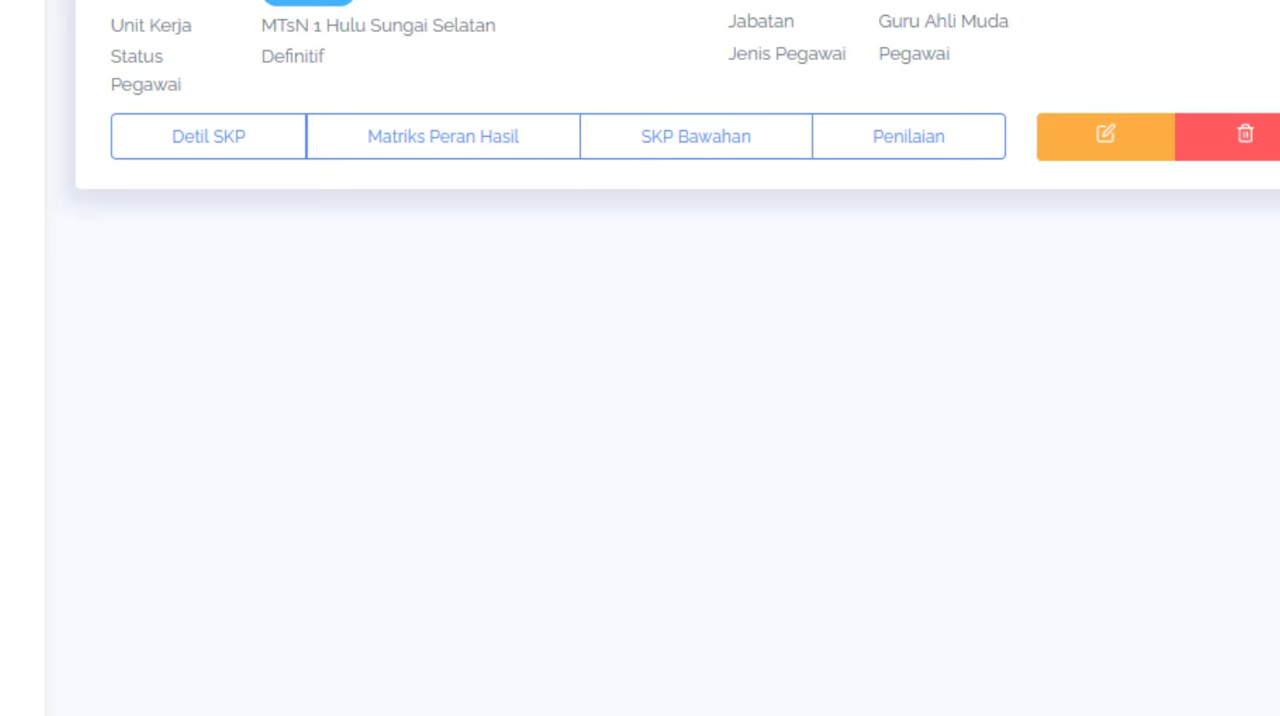 Unit Kerja MTsN 1 Hulu Sungai Selatan Jabatan Guru Ahli Muda
Status Pegawai Definitif Jenis Pegawai Pegawai
Detil SKP Matriks Peran Hasil SKP Bawahan Penilaian